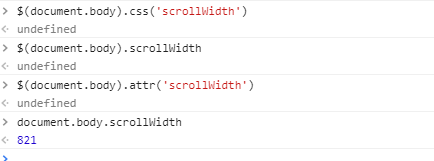 > $(document.body).css('scrollWidth')
< undefined
> $(document.body).scrollWidth
< undefined
> $(document.body).attr('scrollWidth')
< undefined
> document.body.scrollWidth
< 821
>